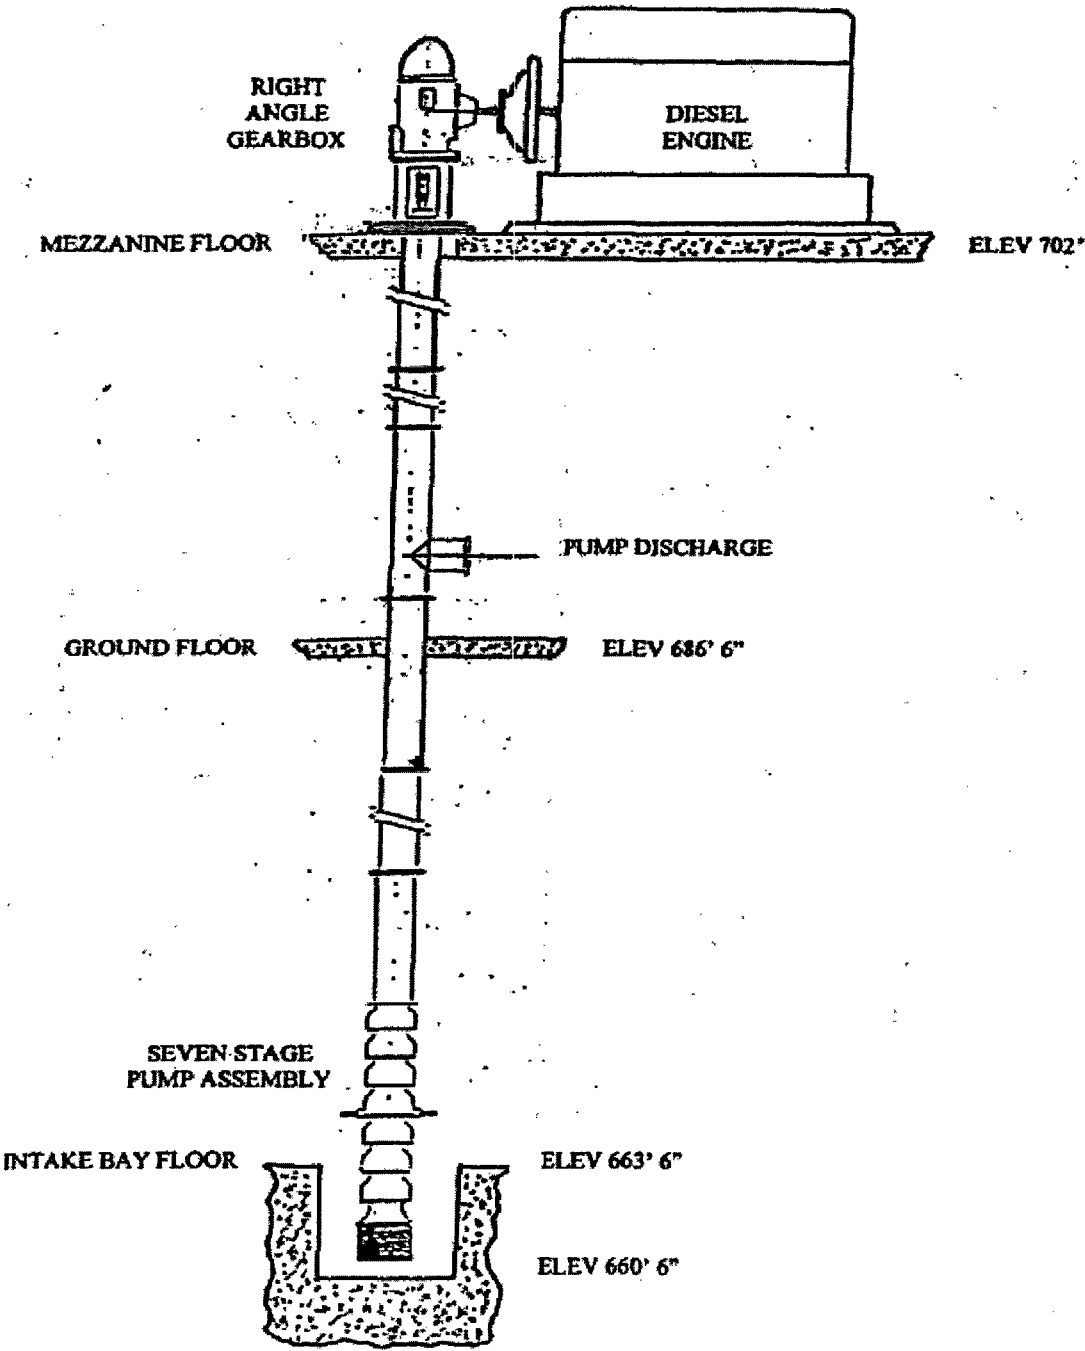 RIGHT
ANGLE
GEARBOX
DIESEL
ENGINE
MEZZANINE FLOOR
ELEV 702'
PUMP DISCHARGE
GROUND FLOOR
ELEV 686' 6"
SEVEN STAGE
PUMP ASSEMBLY
INTAKE BAY FLOOR
ELEV 663' 6"
ELEV 660' 6"